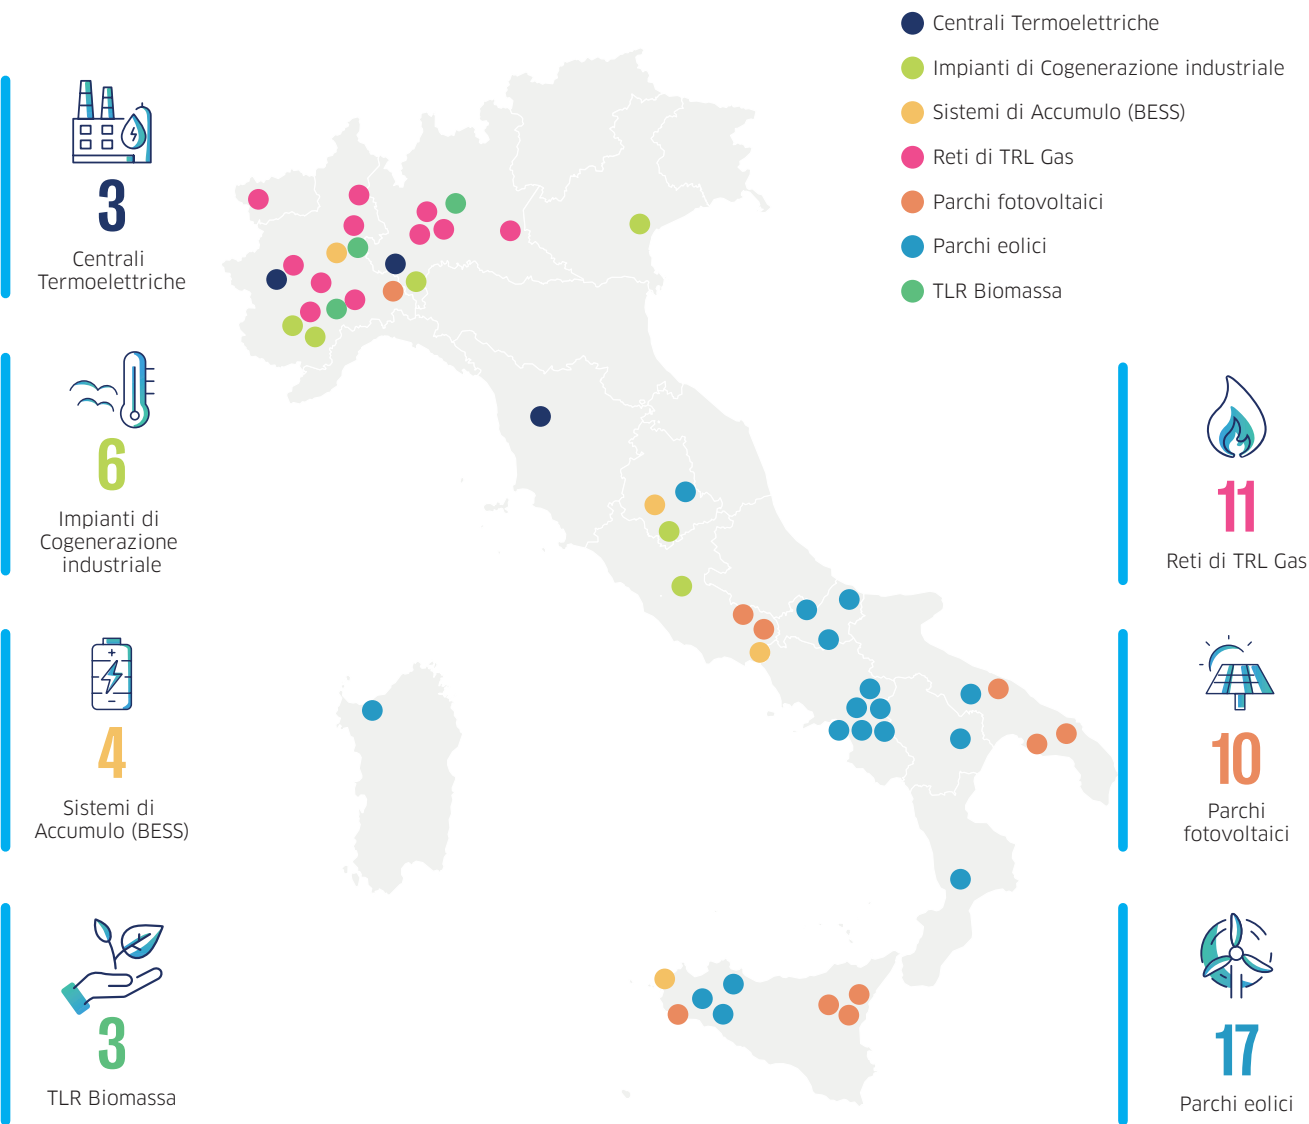 Centrali Termoelettriche
Impianti di Cogenerazione industriale
Sistemi di Accumulo (BESS)
Reti di TRL Gas
Parchi fotovoltaici
Parchi eolici
TLR Biomassa
3
Centrali
Termoelettriche
6
Impianti di
Cogenerazione
industriale
4
Sistemi di
Accumulo (BESS)
3
TLR Biomassa
11
Reti di TRL Gas
10
Parchi
fotovoltaici
17
Parchi eolici